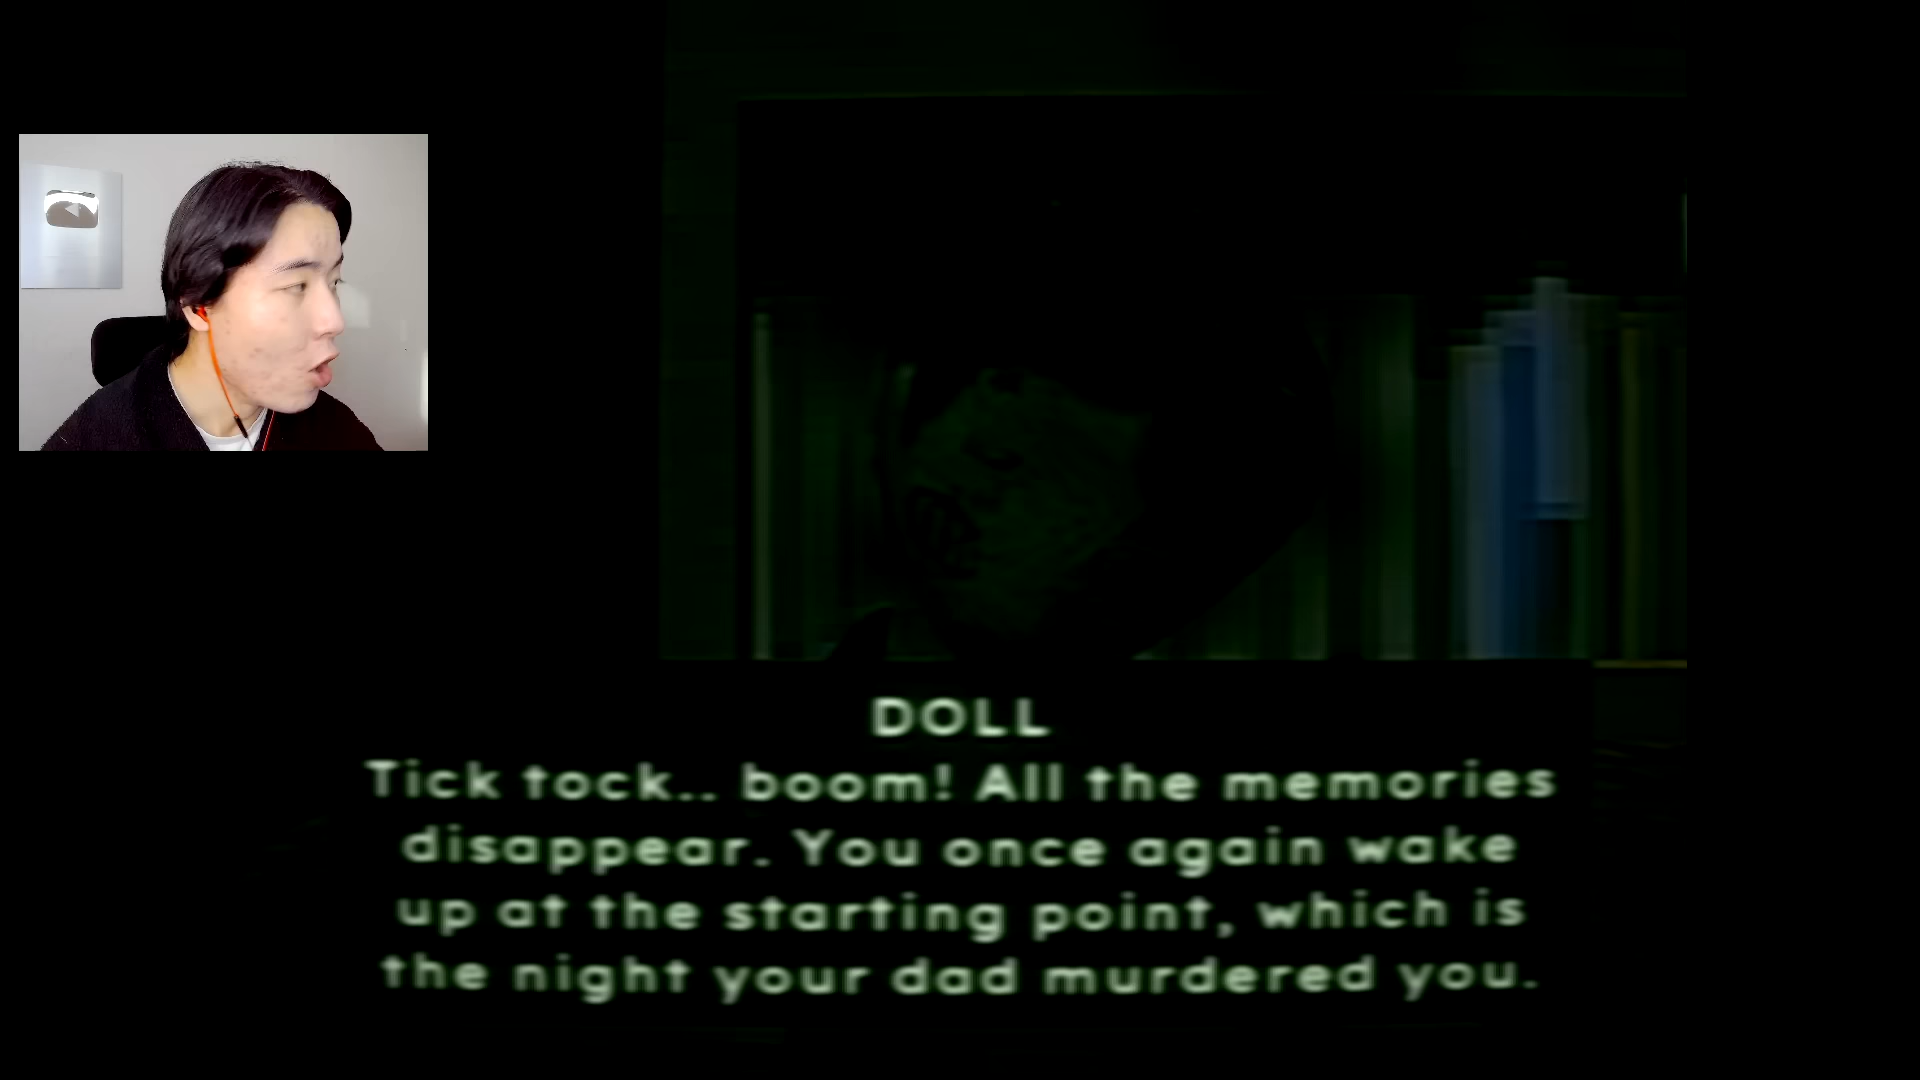 DOLL
Tick tock.. boom! All the memories
disappear. You once again wake
up at the starting point, which is
the night your dad murdered you.